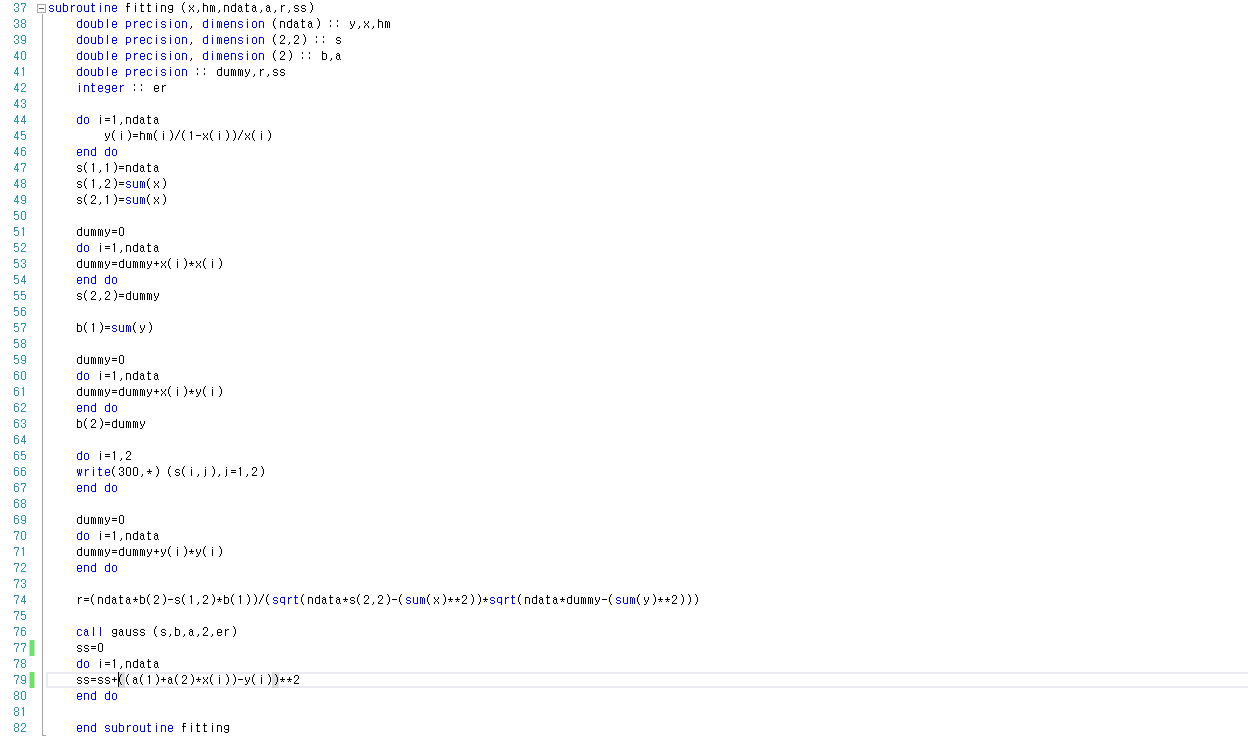 37 subroutine fitting (x,hm,ndata,a,r,ss)
38 double precision, dimension (ndata) :: y,x,hm
39 double precision, dimension (2,2) :: s
40 double precision, dimension (2) :: b,a
41 double precision :: dummy,r,ss
42 integer :: er
43
44 do i=1,ndata
45 y(i)=hm(i)/(1-x(i))/x(i)
46 end do
47 s(1,1)=ndata
48 s(1,2)=sum(x)
49 s(2,1)=sum(x)
50
51 dummy=0
52 do i=1,ndata
53 dummy=dummy+x(i)*x(i)
54 end do
55 s(2,2)=dummy
56
57 b(1)=sum(y)
58
59 dummy=0
60 do i=1,ndata
61 dummy=dummy+x(i)*y(i)
62 end do
63 b(2)=dummy
64
65 do i=1,2
66 write(300,*) (s(i,j),j=1,2)
67 end do
68
69 dummy=0
70 do i=1,ndata
71 dummy=dummy+y(i)*y(i)
72 end do
73
74 r=(ndata*b(2)-s(1,2)*b(1))/(sqrt(ndata*s(2,2)-(sum(x)**2))*sqrt(ndata*dummy-(sum(y)**2)))
75
76 call gauss (s,b,a,2,er)
77 ss=0
78 do i=1,ndata
79 ss=ss+((a(1)+a(2)*x(i))-y(i))**2
80 end do
81
82 end subroutine fitting